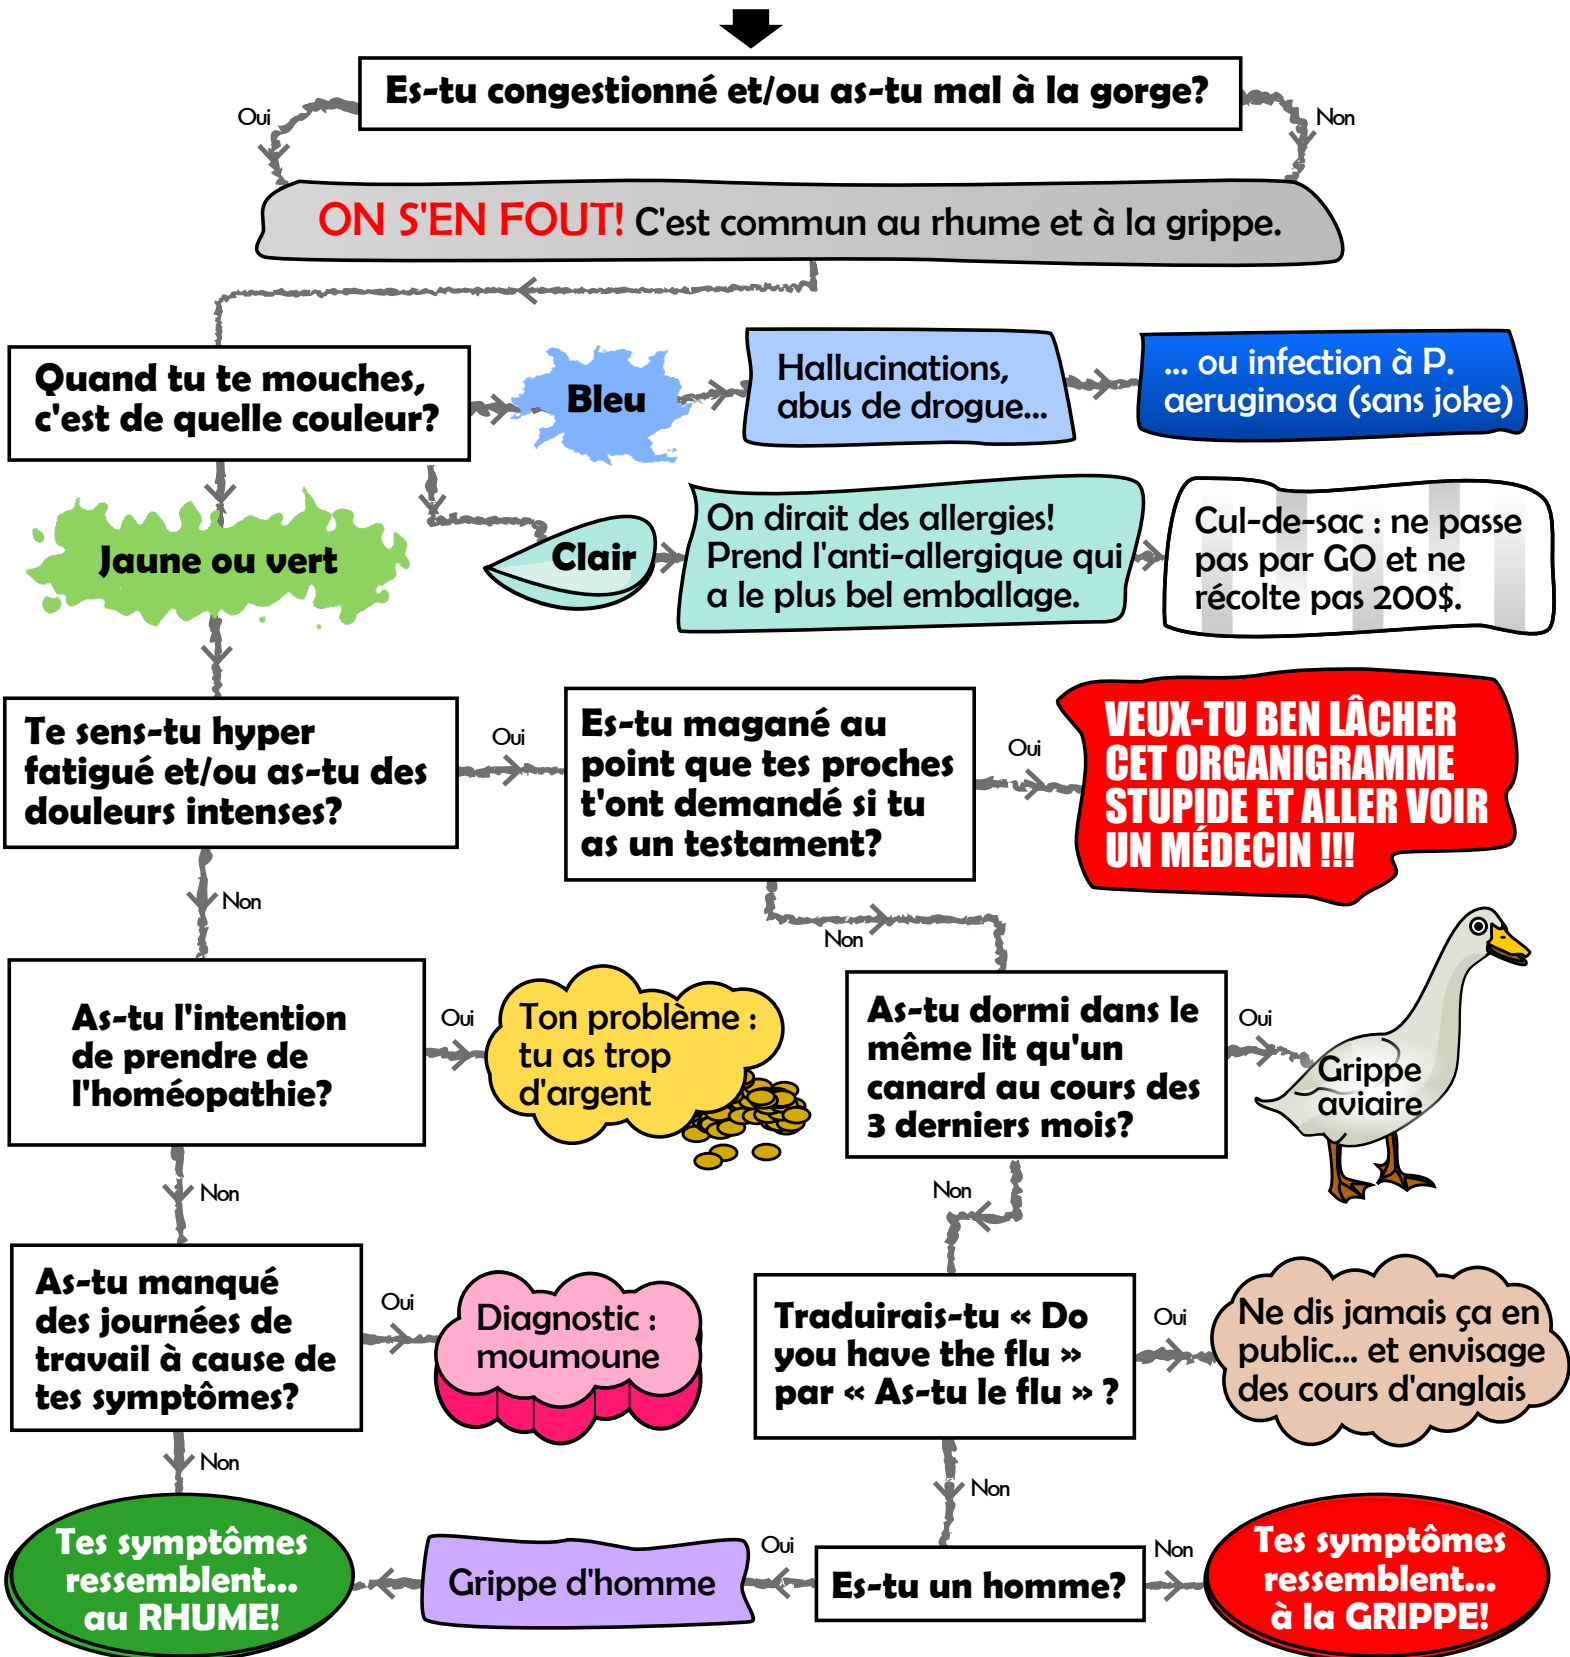 Es-tu congestionné et/ou as-tu mal à la gorge?
Oui
Non
ON S'EN FOUT! C'est commun au rhume et à la grippe.
Quand tu te mouches,
c'est de quelle couleur?
Bleu
Hallucinations,
abus de drogue...
... ou infection à P.
aeruginosa (sans joke)
Jaune ou vert
Clair
On dirait des allergies!
Prend l'anti-allergique qui
a le plus bel emballage.
Cul-de-sac : ne passe
pas par GO et ne
récolte pas 200$.
Te sens-tu hyper
fatigué et/ou as-tu des
douleurs intenses?
Oui
Es-tu magané au
point que tes proches
t'ont demandé si tu
as un testament?
Oui
VEUX-TU BEN LÂCHER
CET ORGANIGRAMME
STUPIDE ET ALLER VOIR
UN MÉDECIN !!!
Non
Non
As-tu l'intention
de prendre de
l'homéopathie?
Oui
Ton problème :
tu as trop
d'argent
As-tu dormi dans le
même lit qu'un
canard au cours des
3 derniers mois?
Oui
Grippe
aviaire
Non
Non
As-tu manqué
des journées de
travail à cause de
tes symptômes?
Oui
Diagnostic :
moumoune
Traduirais-tu « Do
you have the flu »
par « As-tu le flu » ?
Oui
Ne dis jamais ça en
public... et envisage
des cours d'anglais
Non
Non
Tes symptômes
ressemblent...
au RHUME!
Grippe d'homme
Oui
Es-tu un homme?
Non
Tes symptômes
ressemblent...
à la GRIPPE!